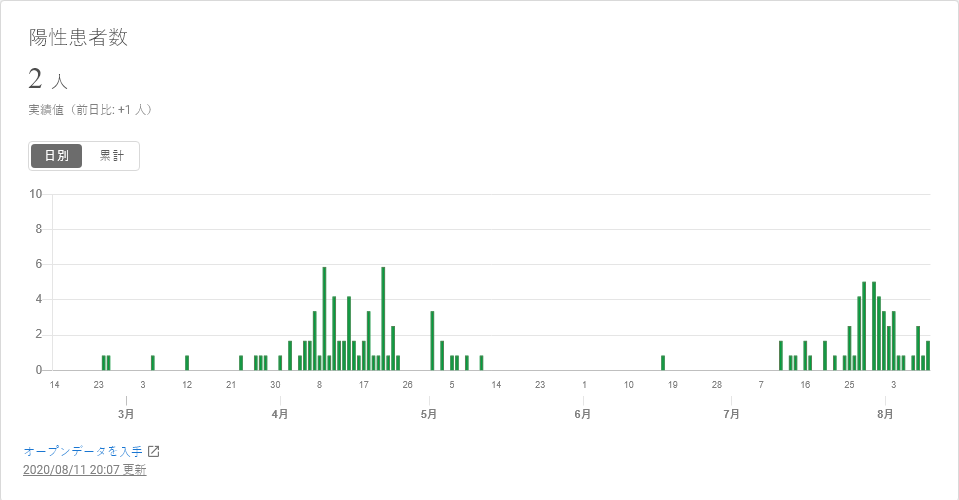 陽性患者数
2 人
実績値（前日比: +1 人）
日別 累計
10
8
6
4
2
0
14 23 3 12 21 30 8 17 26 5 14 23 1 10 19 28 7 16 25 3
3月 4月 5月 6月 7月 8月
オープンデータを入手
2020/08/11 20:07 更新